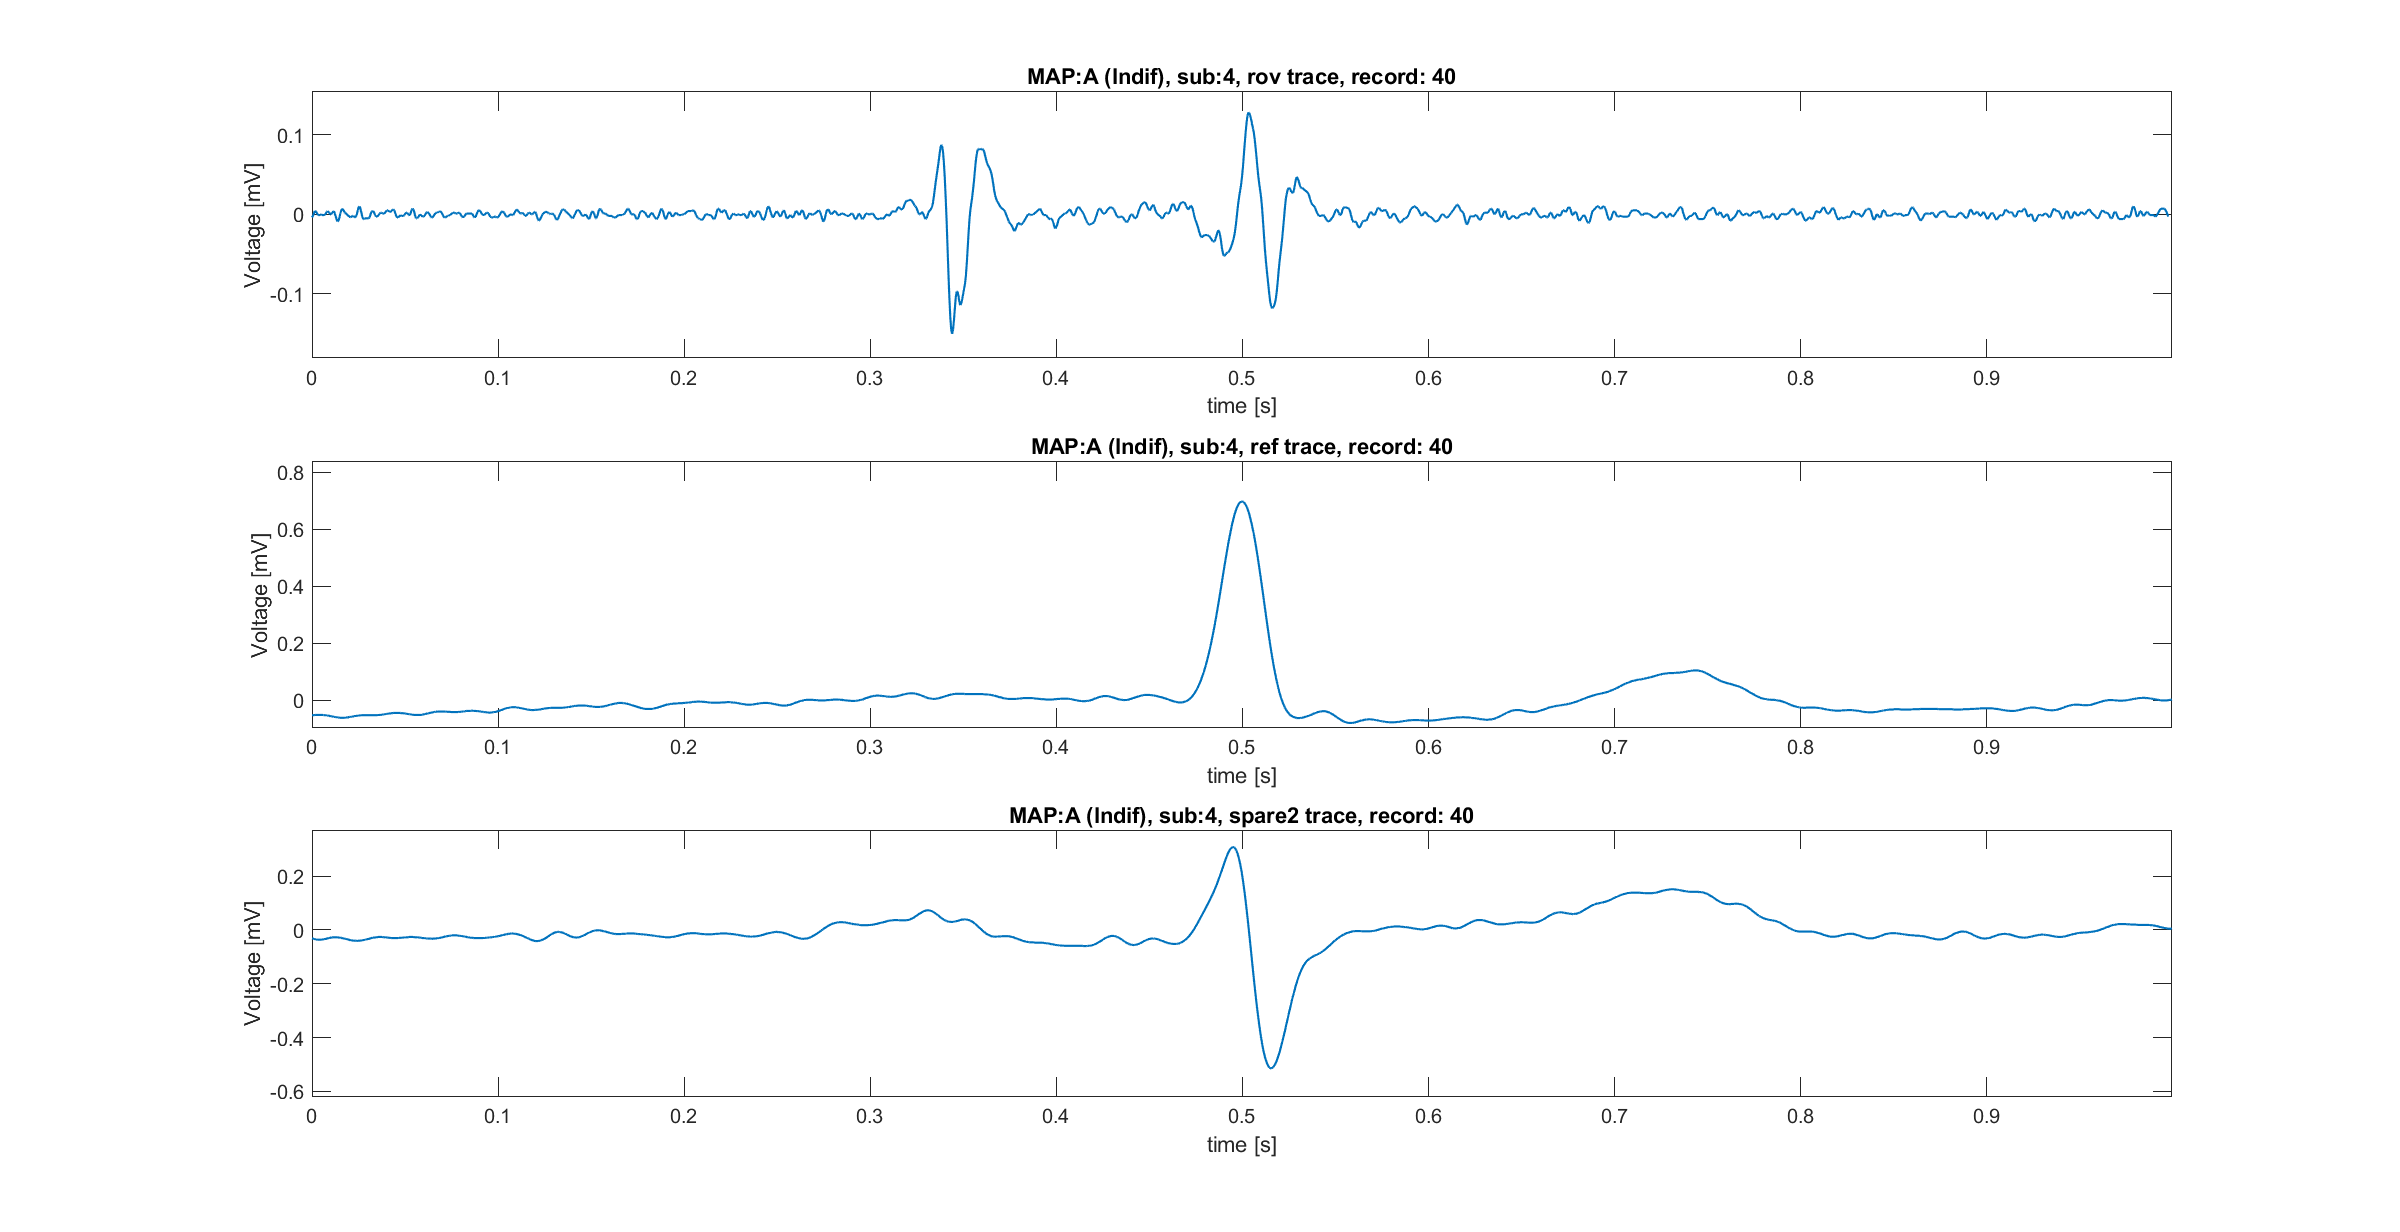 MAP:A (Indif), sub:4, rov trace, record: 40
Voltage [mV]
0.1
0
-0.1
0 0.1 0.2 0.3 0.4 0.5 0.6 0.7 0.8 0.9
time [s]
MAP:A (Indif), sub:4, ref trace, record: 40
Voltage [mV]
0.8
0.6
0.4
0.2
0
0 0.1 0.2 0.3 0.4 0.5 0.6 0.7 0.8 0.9
time [s]
MAP:A (Indif), sub:4, spare2 trace, record: 40
Voltage [mV]
0.2
0
-0.2
-0.4
-0.6
0 0.1 0.2 0.3 0.4 0.5 0.6 0.7 0.8 0.9
time [s]